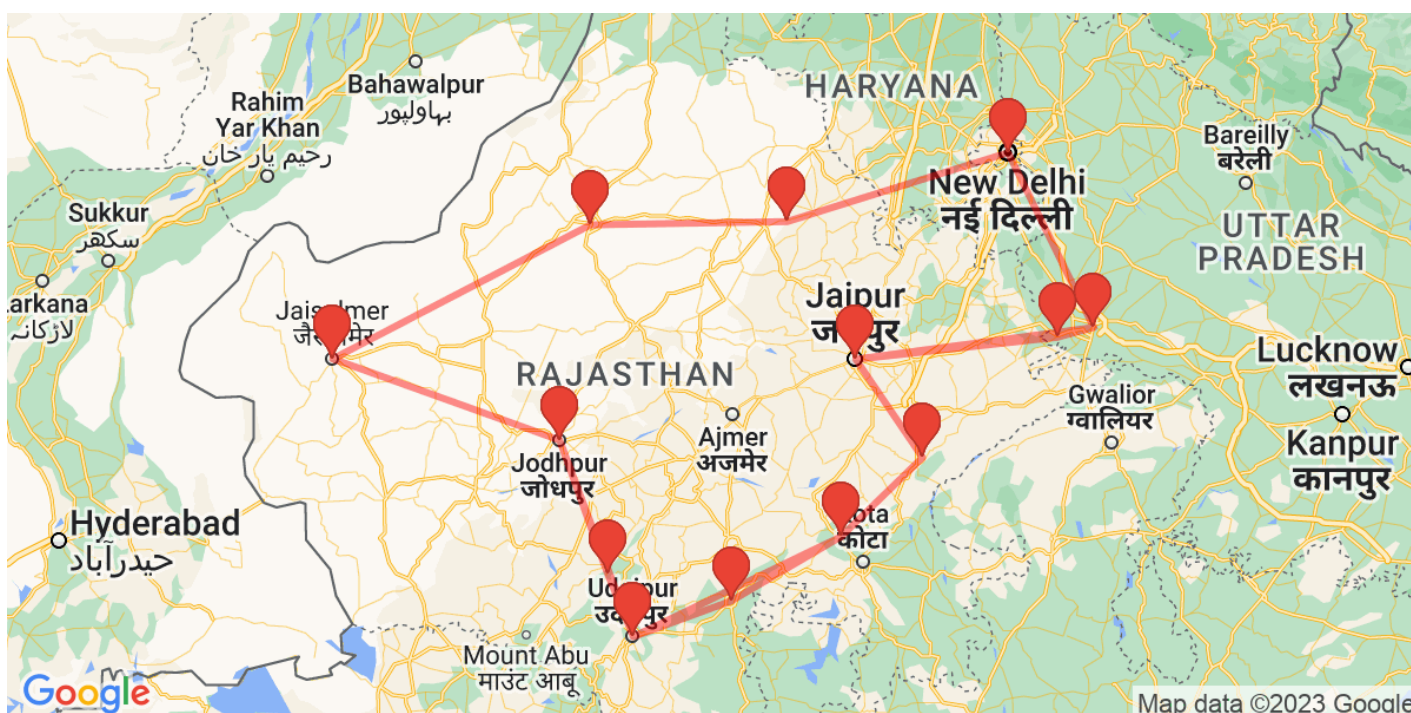 HARYANA
Bahawalpur
بہاولپور
Rahim
Yar Khan
رحیم یار خان
Bareilly
बरेली
New Delhi
नई दिल्ली
Sukkur
سکھر
UTTAR
PRADESH
arkana
لاڑکانہ
Jaipur
RAJASTHAN
Lucknow
लखनऊ
Gwalior
ग्वालियर
Ajmer
अजमेर
Kanpur
कानपुर
Jodhpur
जोधपुर
Hyderabad
حیدرآباد
कोटा
Mount Abu
माउंट आबू
Google
Map data ©2023 Google